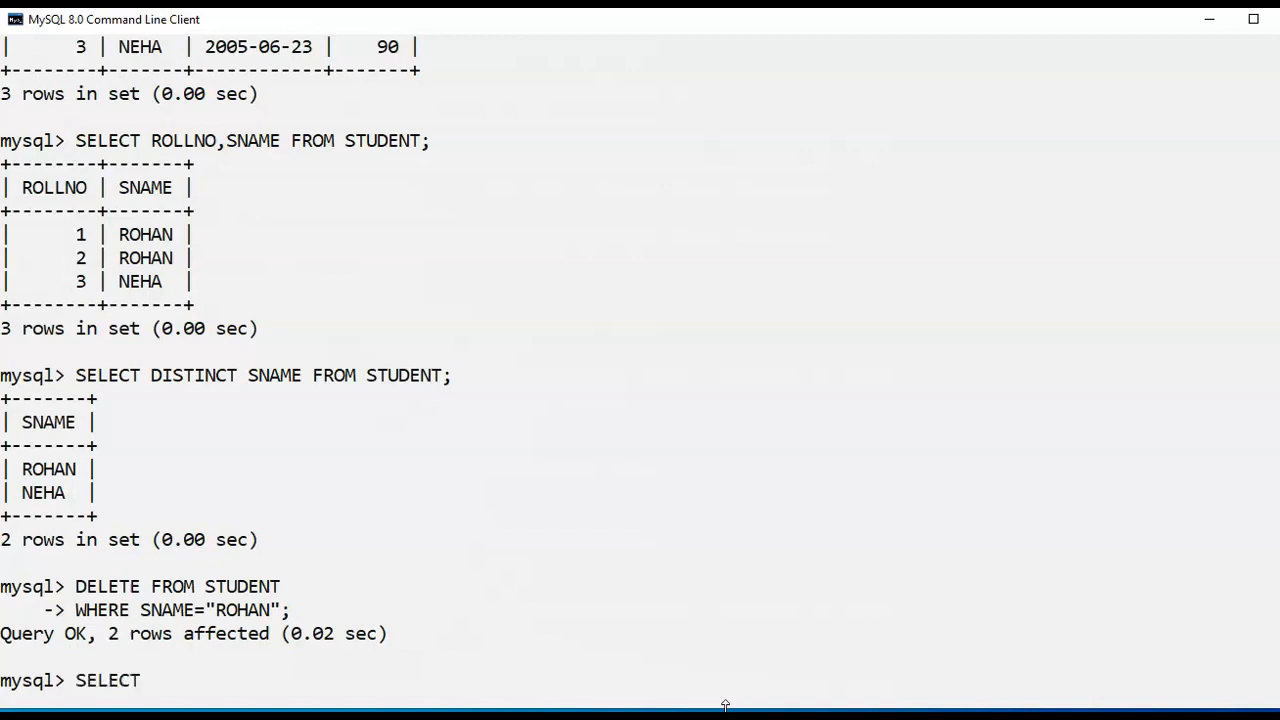 MySQL 8.0 Command Line Client
|      3 | NEHA  | 2005-06-23 |    90 |
+--------+-------+------------+-------+
3 rows in set (0.00 sec)
mysql> SELECT ROLLNO,SNAME FROM STUDENT;
+--------+-------+
| ROLLNO | SNAME |
+--------+-------+
|      1 | ROHAN |
|      2 | ROHAN |
|      3 | NEHA  |
+--------+-------+
3 rows in set (0.00 sec)
mysql> SELECT DISTINCT SNAME FROM STUDENT;
+-------+
| SNAME |
+-------+
| ROHAN |
| NEHA  |
+-------+
2 rows in set (0.00 sec)
mysql> DELETE FROM STUDENT
    -> WHERE SNAME="ROHAN";
Query OK, 2 rows affected (0.02 sec)
mysql> SELECT